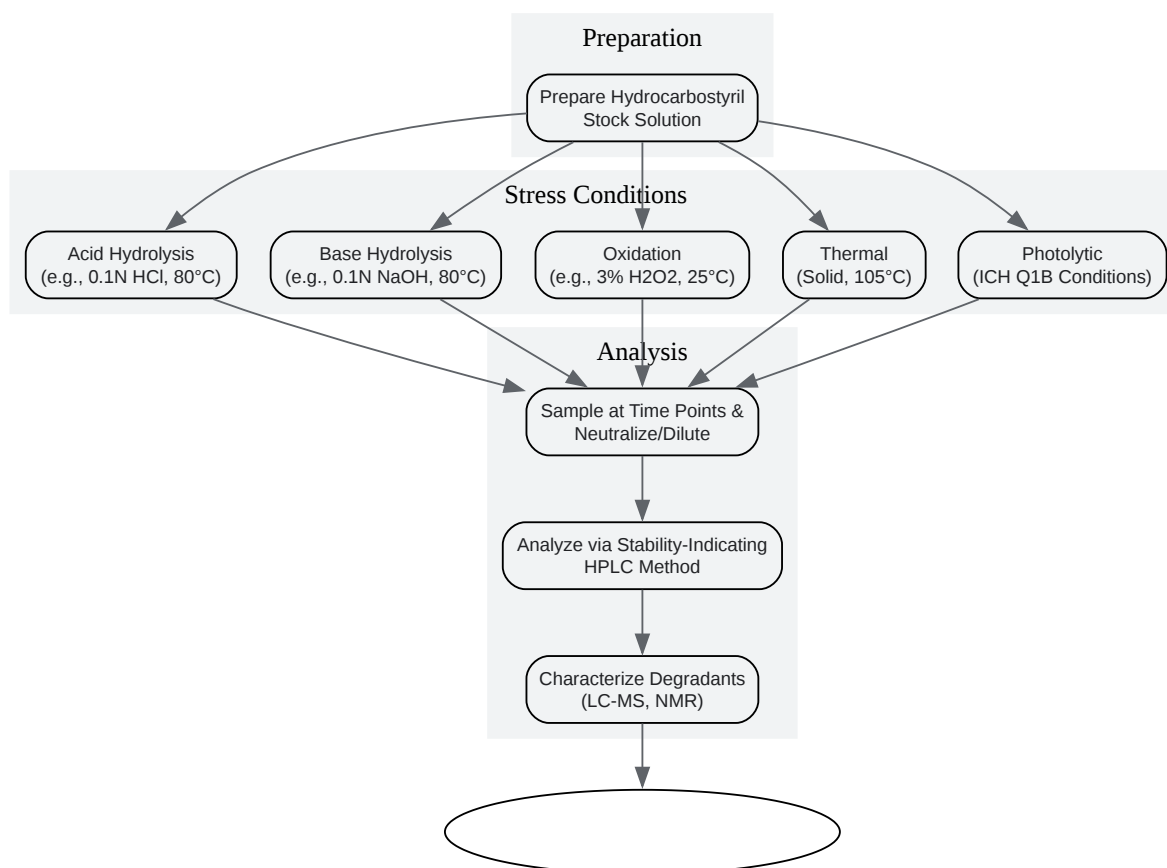 Preparation
Prepare Hydrocarbostyril
Stock Solution
Stress Conditions
Acid Hydrolysis
(e.g., 0.1N HCl, 80°C)
Base Hydrolysis
(e.g., 0.1N NaOH, 80°C)
Oxidation
(e.g., 3% H2O2, 25°C)
Thermal
(Solid, 105°C)
Photolytic
(ICH Q1B Conditions)
Analysis
Sample at Time Points &
Neutralize/Dilute
Analyze via Stability-Indicating
HPLC Method
Characterize Degradants
(LC-MS, NMR)